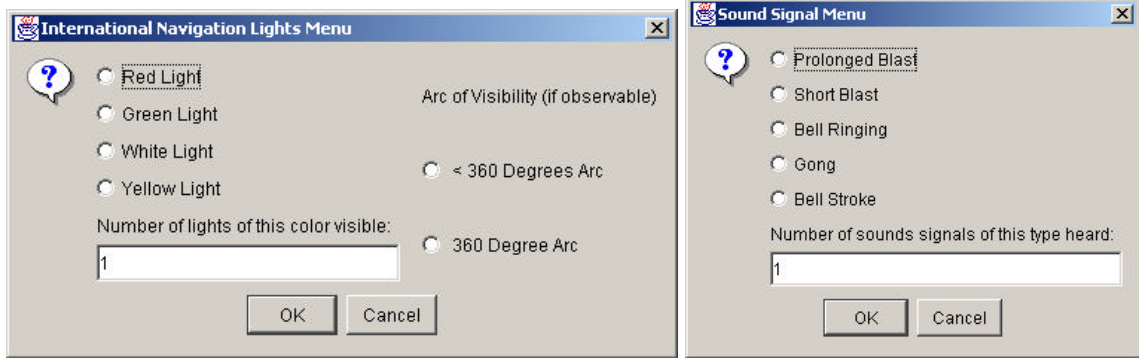 International Navigation Lights Menu
Red Light
Green Light
White Light
Yellow Light
Number of lights of this color visible:
1
Arc of Visibility (if observable)
< 360 Degrees Arc
360 Degree Arc
OK
Cancel
Sound Signal Menu
Prolonged Blast
Short Blast
Bell Ringing
Gong
Bell Stroke
Number of sounds signals of this type heard:
1
OK
Cancel